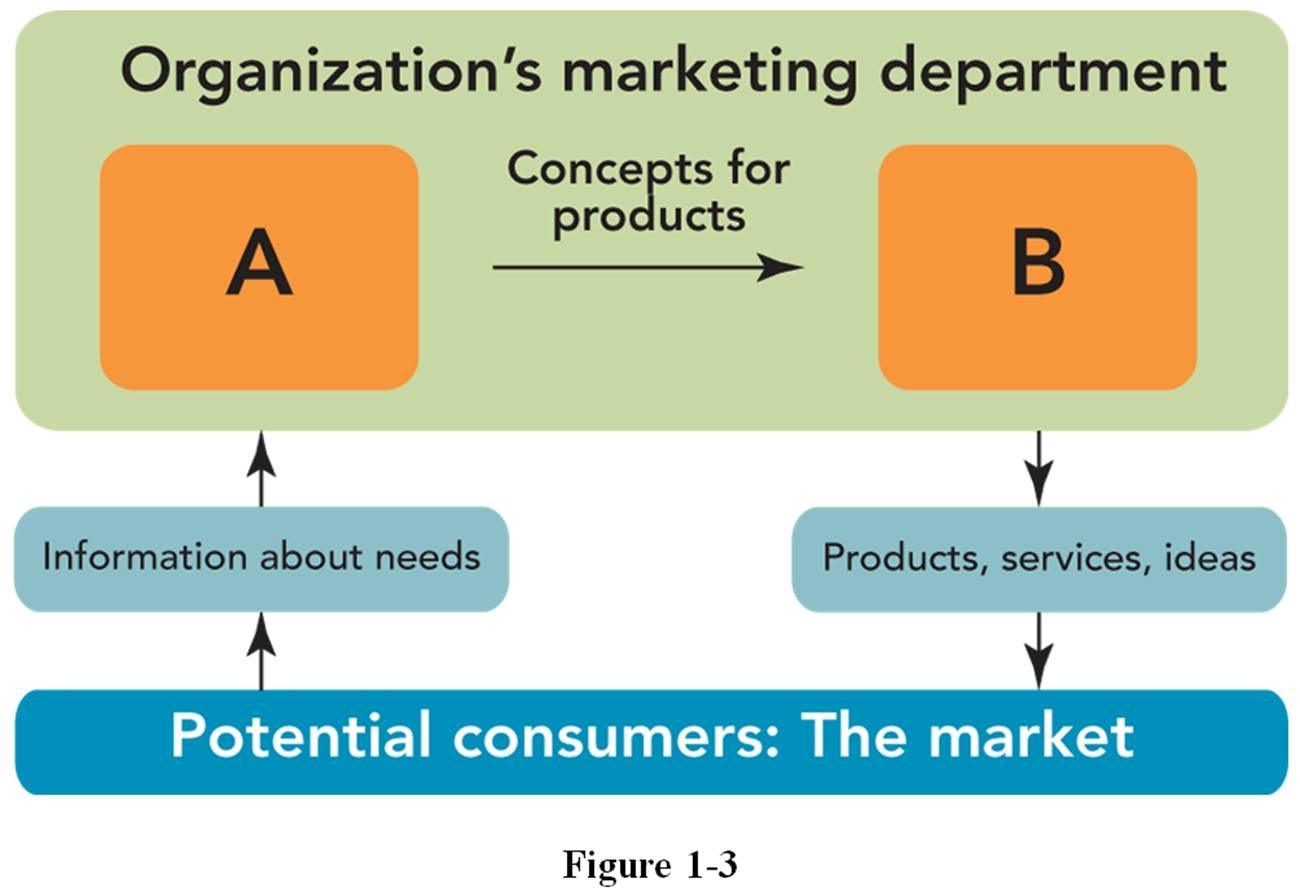 Organization’s marketing department
A
Concepts for
products
B
Information about needs
Products, services, ideas
Potential consumers: The market
Figure 1-3